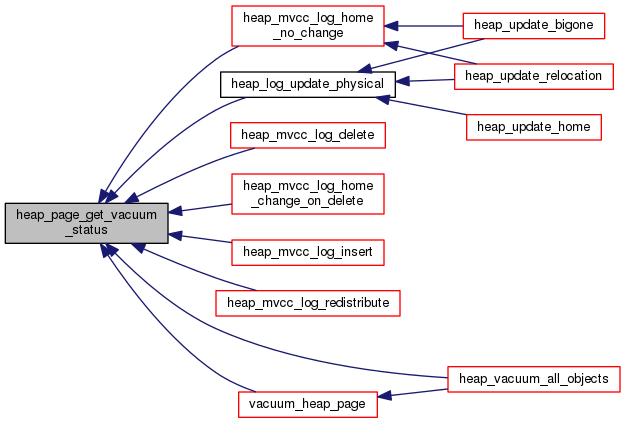 heap_mvcc_log_home
_no_change
heap_update_bigone
heap_log_update_physical
heap_update_relocation
heap_update_home
heap_mvcc_log_delete
heap_mvcc_log_home
_change_on_delete
heap_page_get_vacuum
_status
heap_mvcc_log_insert
heap_mvcc_log_redistribute
heap_vacuum_all_objects
vacuum_heap_page